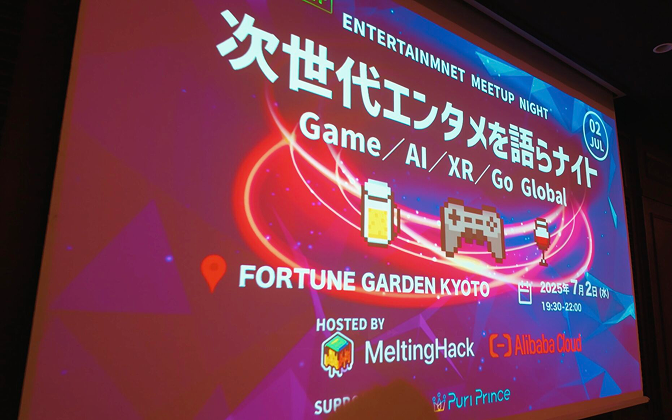 ENTERTAINMNET MEETUP NIGHT
次世代エンタメを語らナイト
02
JUL
Game／AI／XR／Go Global
FORTUNE GARDEN KYOTO
2025年 7月2日 (水)
19:30-22:00
HOSTED BY
MeltingHack
Alibaba Cloud
Puri Prince